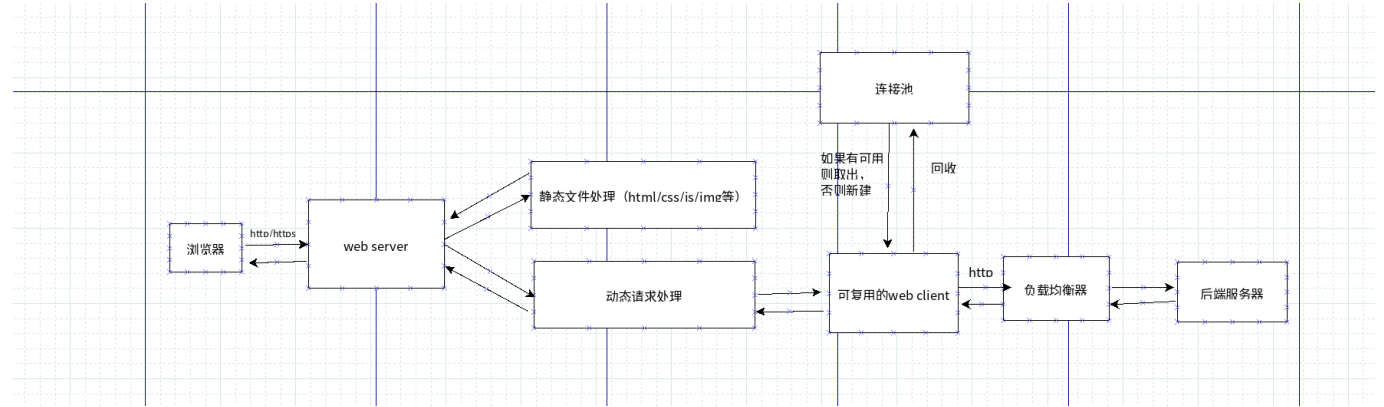 连接池
如果有可用
则取出，
否则新建
回收
静态文件处理（html/css/js/img等）
浏览器
http/https
web server
动态请求处理
可复用的web client
http
负载均衡器
后端服务器